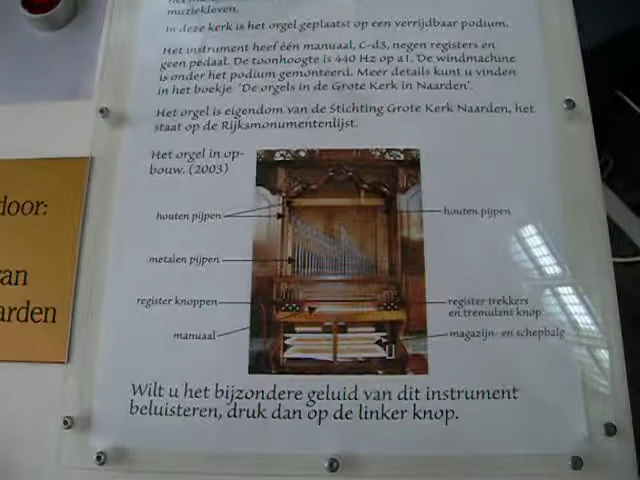 muziekleven.
In deze kerk is het orgel geplaatst op een verrijdbaar podium.
Het instrument heef één manuaal, C-d3, negen registers en
geen pedaal. De toonhoogte is 440 Hz op a1. De windmachine
is onder het podium gemonteerd. Meer details kunt u vinden
in het boekje 'De orgels in de Grote Kerk in Naarden'.
Het orgel is eigendom van de Stichting Grote Kerk Naarden, het
staat op de Rijksmonumentenlijst.
Het orgel in op-
bouw. (2003)
houten pijpen
houten pijpen
metalen pijpen
register knoppen
register trekkers
en tremulant knop
manuaal
magazijn- en schepbalg
Wilt u het bijzondere geluid van dit instrument
beluisteren, druk dan op de linker knop.
door:
van
arden